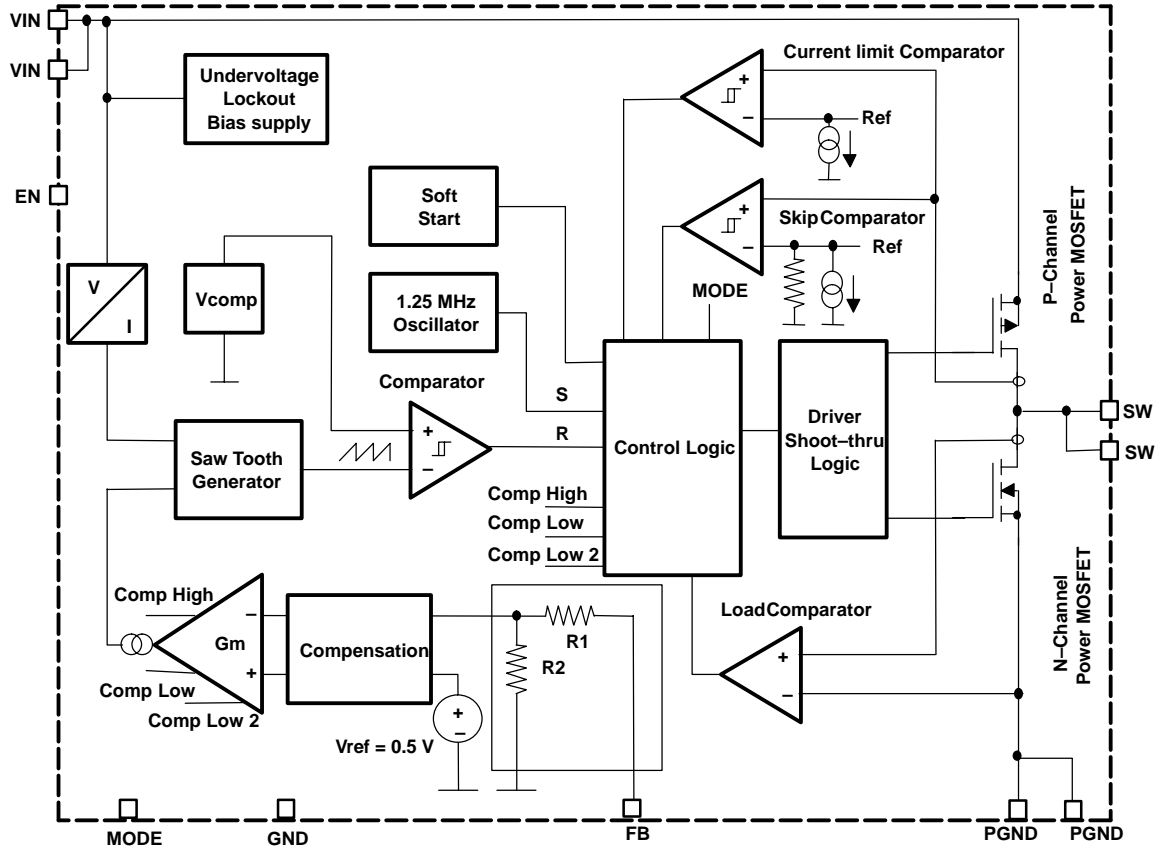 VIN
VIN
EN
Undervoltage
Lockout
Bias supply
Soft
Start
1.25 MHz
Oscillator
V
I
Vcomp
Saw Tooth
Generator
Comparator
+
−
S
R
Current limit Comparator
+
−
Ref
Skip Comparator
+
−
Ref
MODE
Control Logic
Comp High
Comp Low
Comp Low 2
Driver
Shoot−thru
Logic
P−Channel
Power MOSFET
SW
SW
N−Channel
Power MOSFET
Load Comparator
+
−
Comp High
Gm
−
+
Comp Low
Comp Low 2
Compensation
+
−
Vref = 0.5 V
R1
R2
MODE
GND
FB
PGND
PGND